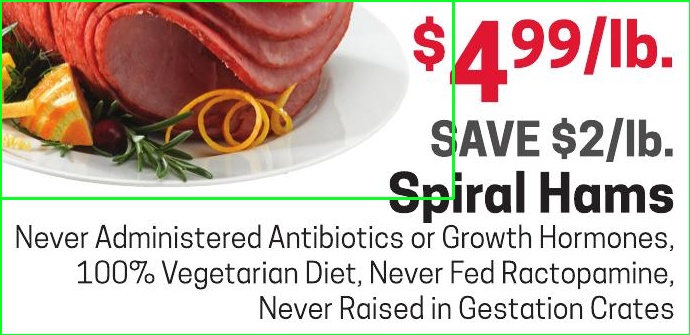 $4.99/lb.
SAVE $2/lb.
Spiral Hams
Never Administered Antibiotics or Growth Hormones,
100% Vegetarian Diet, Never Fed Ractopamine,
Never Raised in Gestation Crates